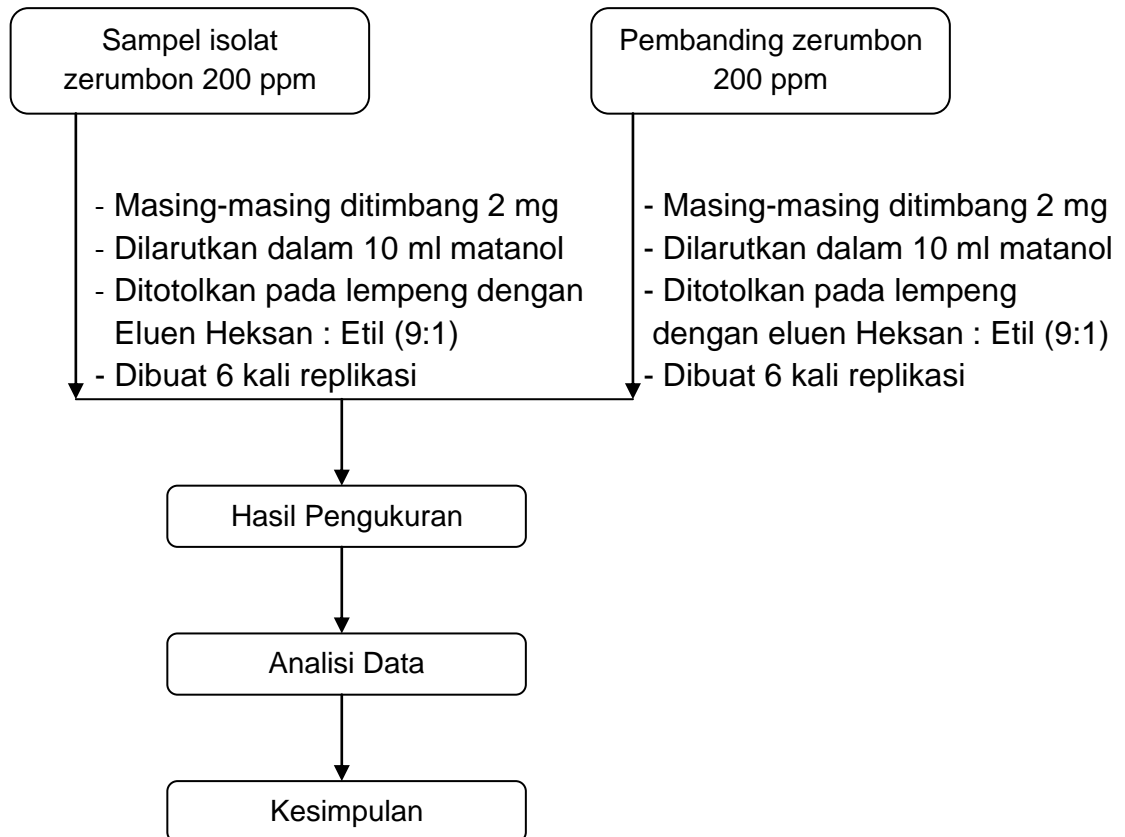 Sampel isolat
zerumbon 200 ppm
Pembanding zerumbon
200 ppm
- Masing-masing ditimbang 2 mg
- Dilarutkan dalam 10 ml matanol
- Ditotolkan pada lempeng dengan
Eluen Heksan : Etil (9:1)
- Dibuat 6 kali replikasi
- Masing-masing ditimbang 2 mg
- Dilarutkan dalam 10 ml matanol
- Ditotolkan pada lempeng
dengan eluen Heksan : Etil (9:1)
- Dibuat 6 kali replikasi
Hasil Pengukuran
Analisi Data
Kesimpulan